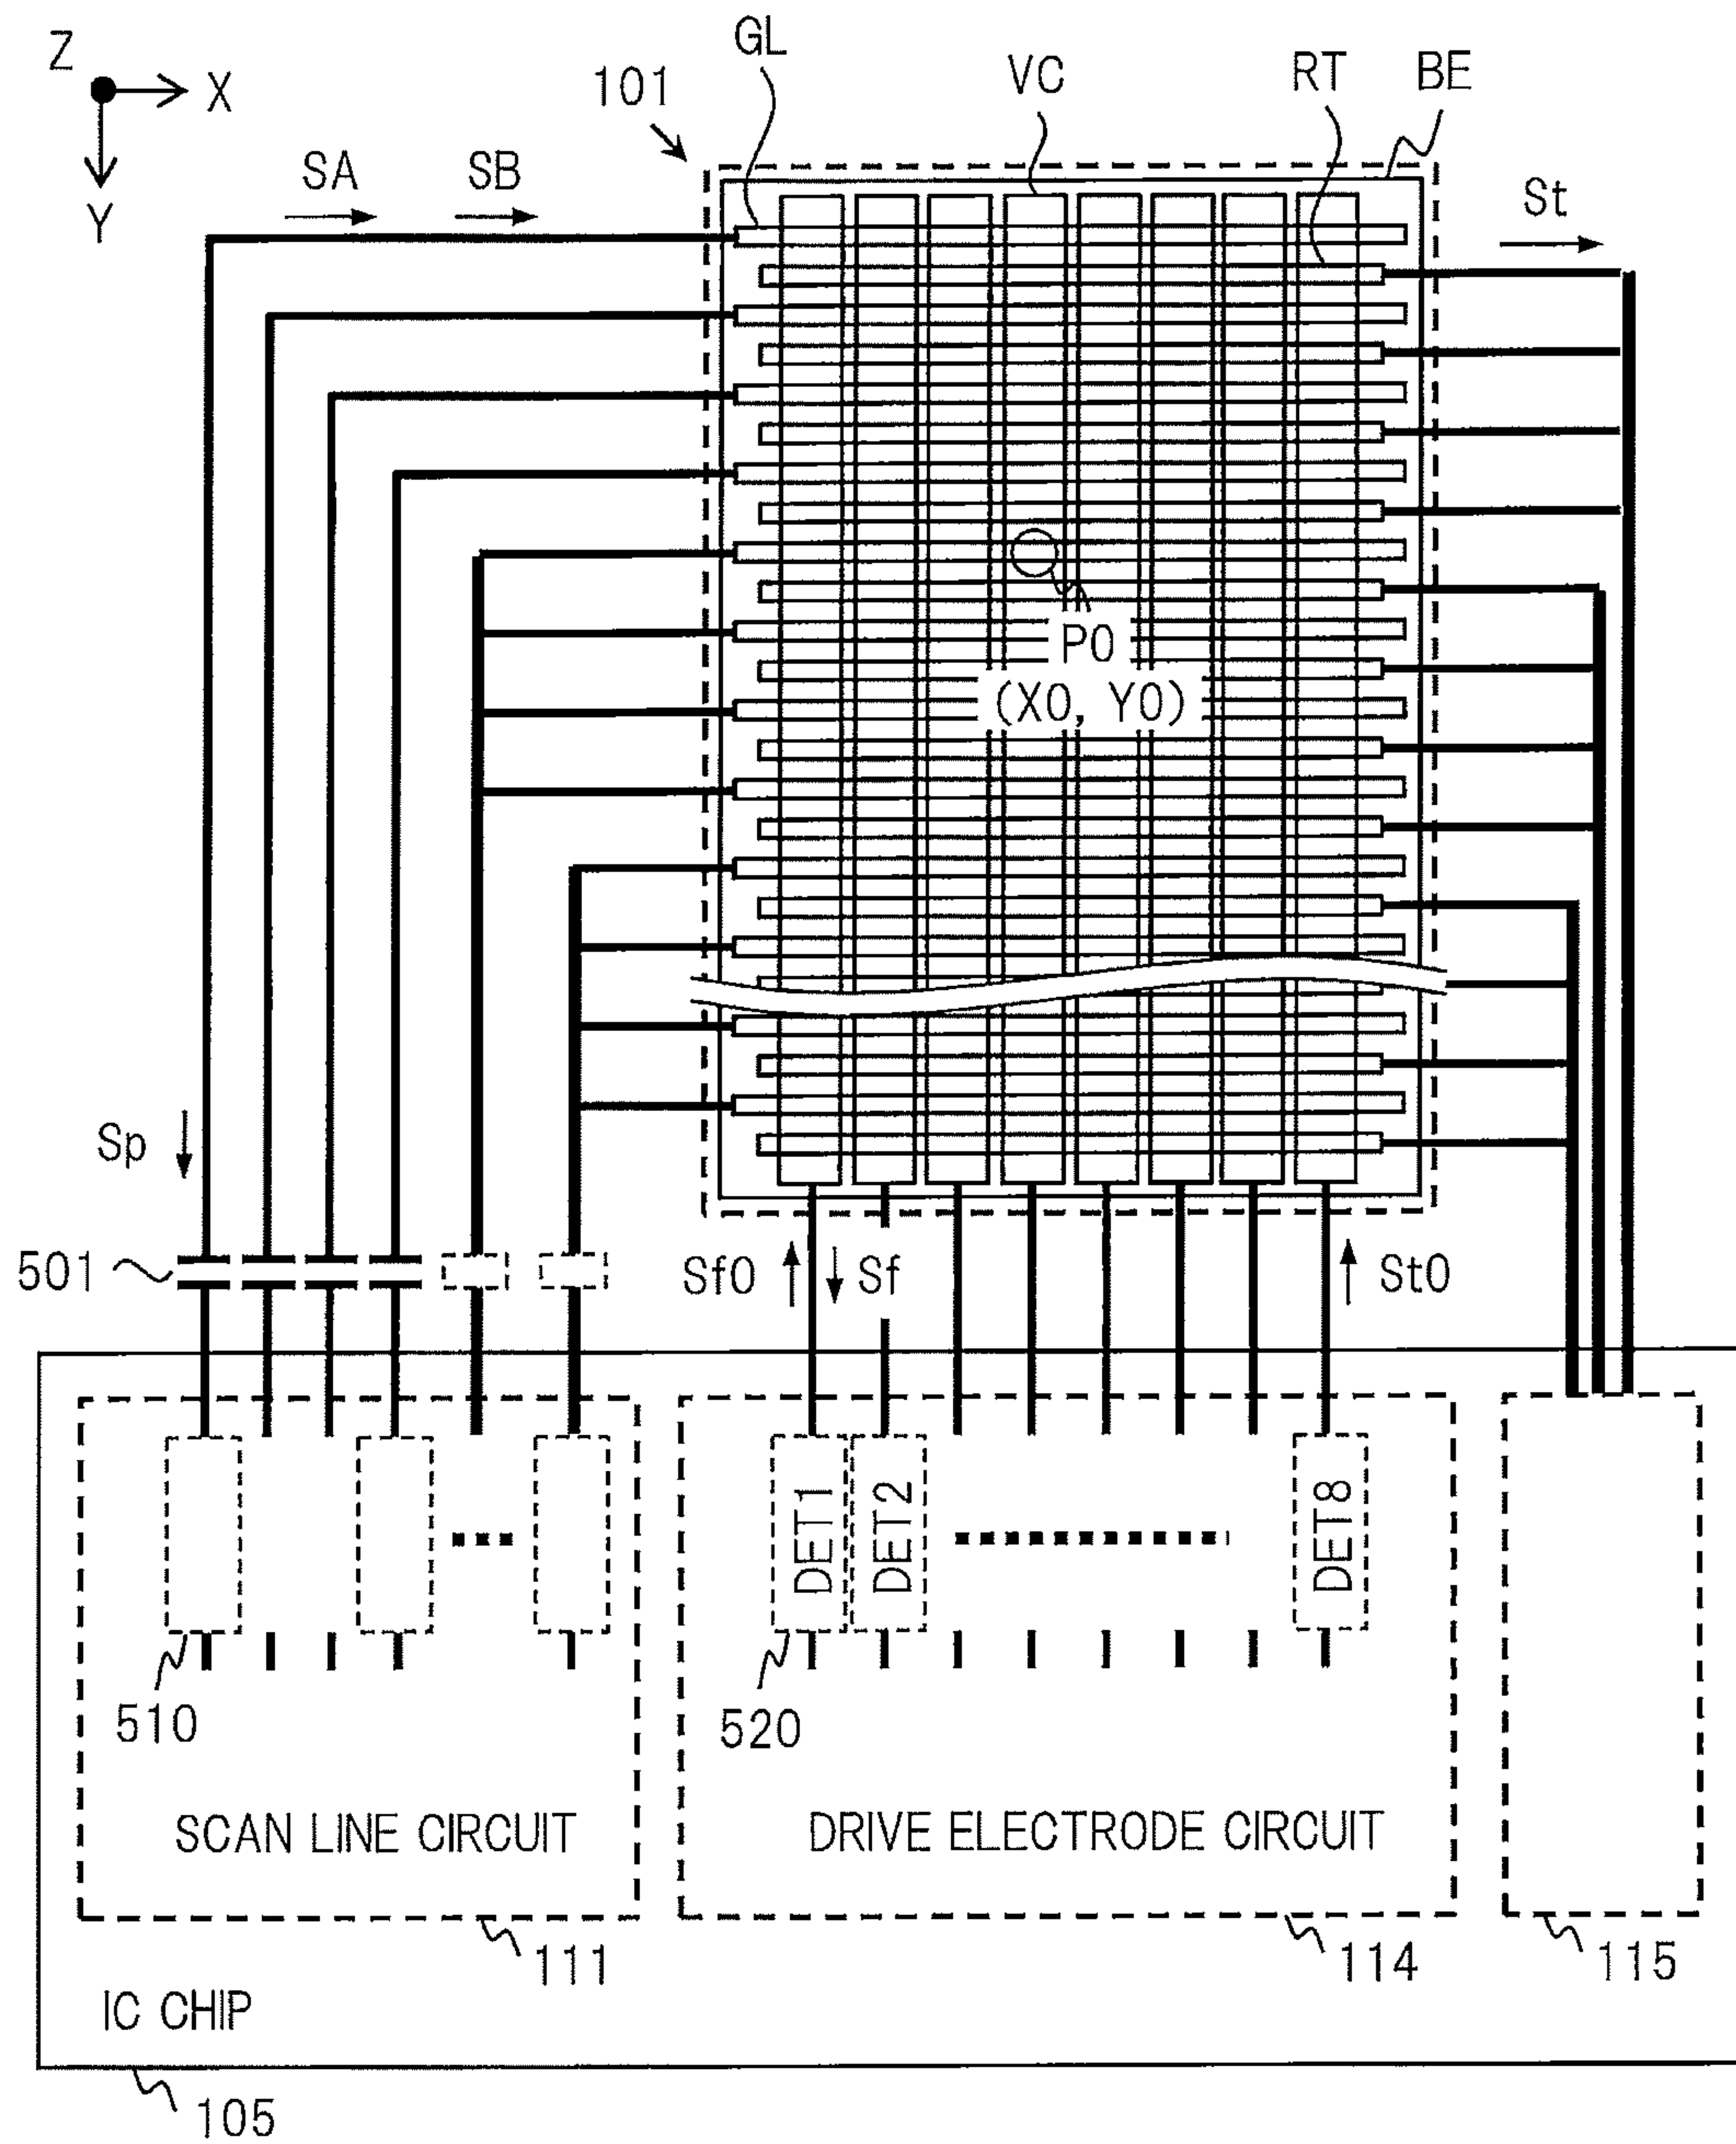 Z
X
Y
GL
101
VC
RT
BE
SA
SB
St
P0
(X0, Y0)
Sp
501
Sf0
Sf
St0
DET1
DET2
DET8
510
520
SCAN LINE CIRCUIT
DRIVE ELECTRODE CIRCUIT
111
114
115
IC CHIP
105